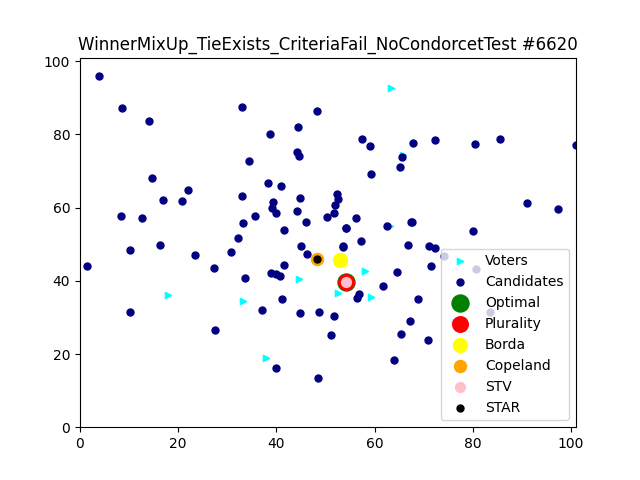 WinnerMixUp_TieExists_CriteriaFail_NoCondorcetTest #6620
100
80
60
40
20
0
0 20 40 60 80 100
Voters
Candidates
Optimal
Plurality
Borda
Copeland
STV
STAR